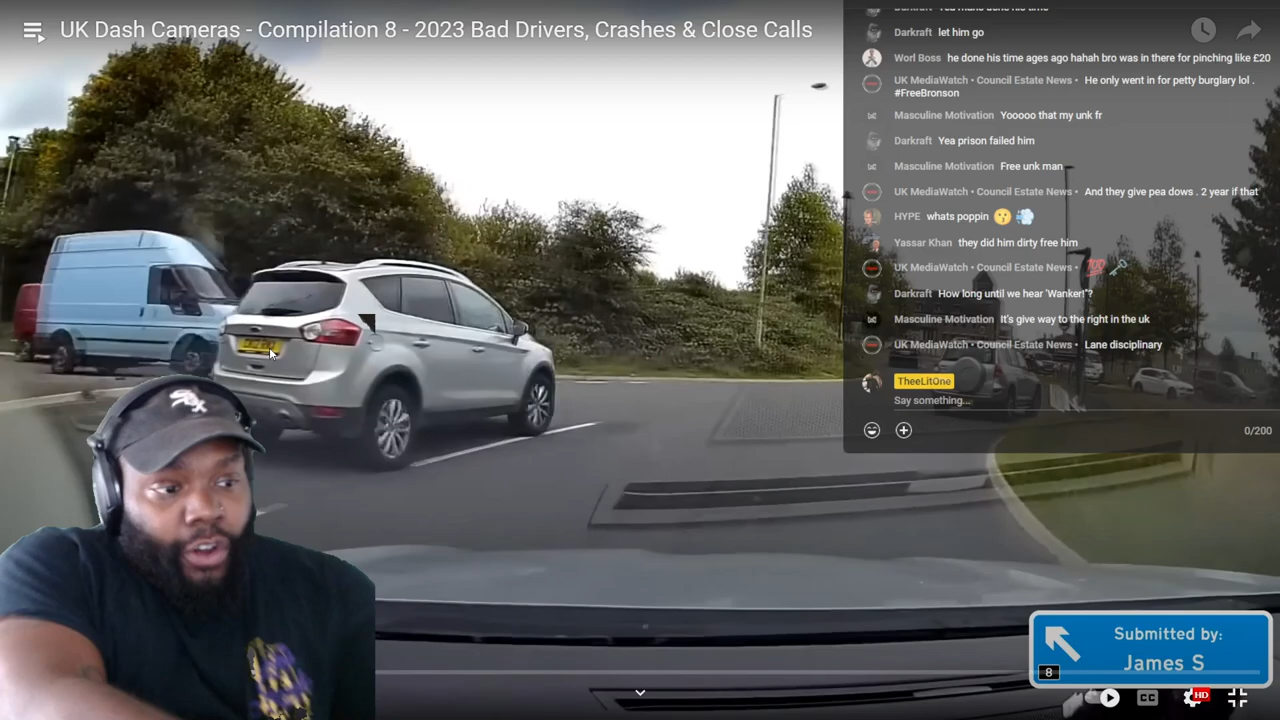 UK Dash Cameras - Compilation 8 - 2023 Bad Drivers, Crashes & Close Calls
Darkraft let him go
Worl Boss he done his time ages ago hahah bro was in there for pinching like £20
UK MediaWatch • Council Estate News • He only went in for petty burglary lol .
#FreeBronson
Masculine Motivation Yooooo that my unk fr
Darkraft Yea prison failed him
Masculine Motivation Free unk man
UK MediaWatch • Council Estate News • And they give pea dows . 2 year if that
HYPE whats poppin 😗 💨
Yassar Khan they did him dirty free him
UK MediaWatch • Council Estate News • 💯 🗝️
Darkraft How long until we hear 'Wanker!"?
Masculine Motivation It's give way to the right in the uk
UK MediaWatch • Council Estate News • Lane disciplinary
TheeLitOne
Say something...
0/200
Submitted by:
James S
8
CC
HD